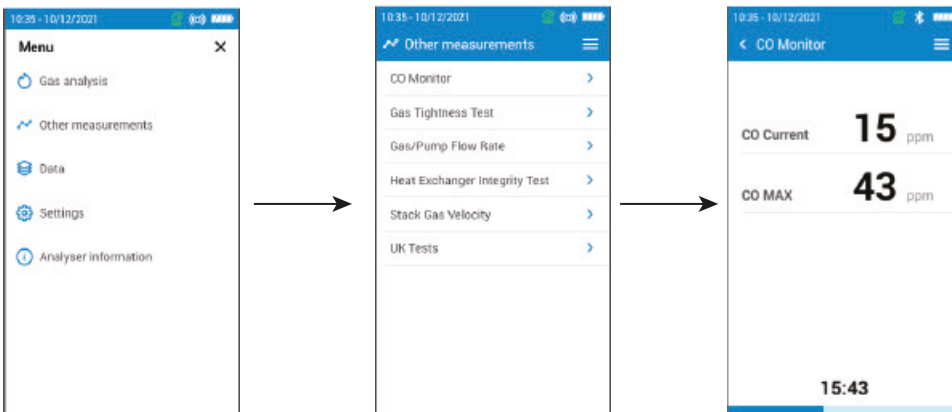 10:35 - 10/12/2021
Menu
Gas analysis
Other measurements
Data
Settings
Analyser information
10:35 - 10/12/2021
Other measurements
CO Monitor
Gas Tightness Test
Gas/Pump Flow Rate
Heat Exchanger Integrity Test
Stack Gas Velocity
UK Tests
10:35 - 10/12/2021
CO Monitor
CO Current 15 ppm
CO MAX 43 ppm
15:43